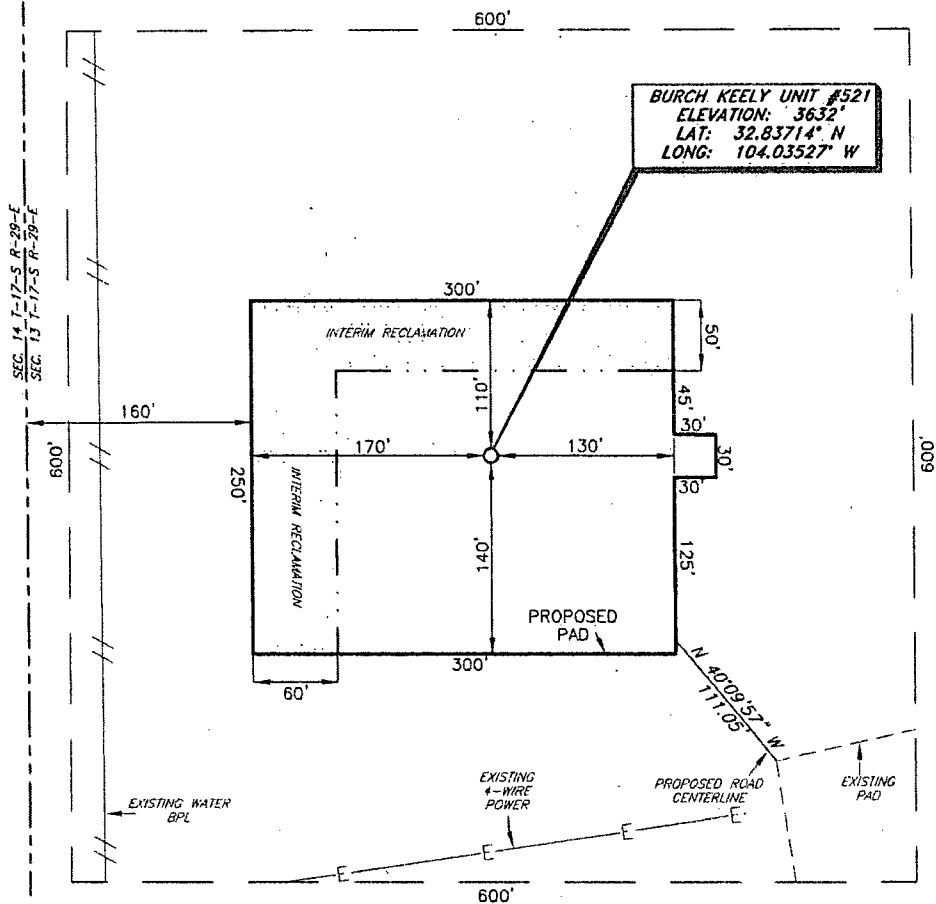 600'
BURCH KEELY UNIT #521
ELEVATION: 3632'
LAT: 32.83714° N
LONG: 104.03527° W
SEC. 14 T-17-S R-29-E
SEC. 13 T-17-S R-29-E
300'
INTERIM RECLAMATION
50'
110'
45'
160'
30'
170'
130'
30'
600'
600'
250'
30'
INTERIM RECLAMATION
140'
125'
PROPOSED
PAD
300'
60'
N 40°09'57" W
111.05'
EXISTING WATER
BPL
EXISTING
4-WIRE
POWER
PROPOSED ROAD
CENTERLINE
EXISTING
PAD
E
E
E
E
600'